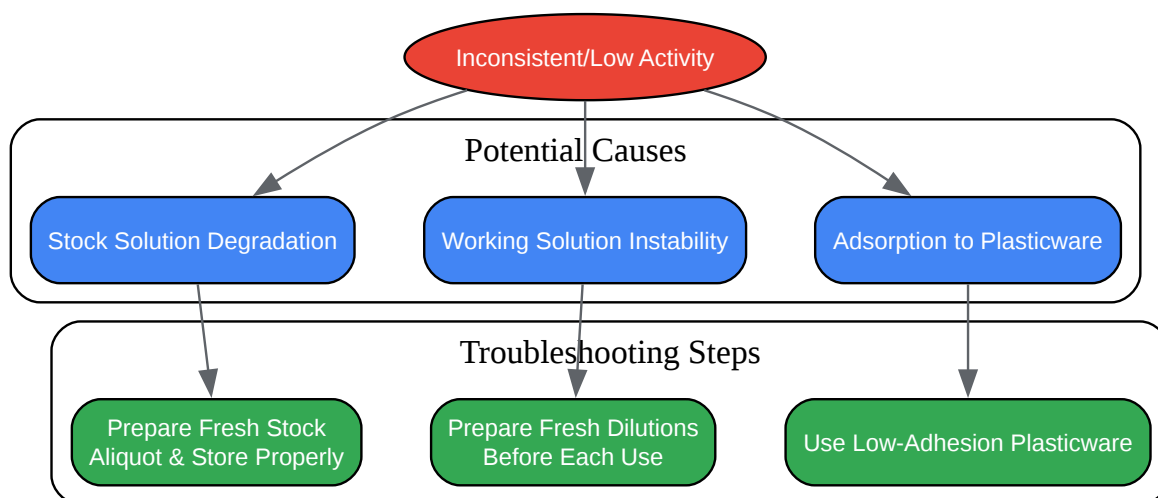 Inconsistent/Low Activity
Potential Causes
Stock Solution Degradation
Working Solution Instability
Adsorption to Plasticware
Troubleshooting Steps
Prepare Fresh Stock
Aliquot & Store Properly
Prepare Fresh Dilutions
Before Each Use
Use Low-Adhesion Plasticware